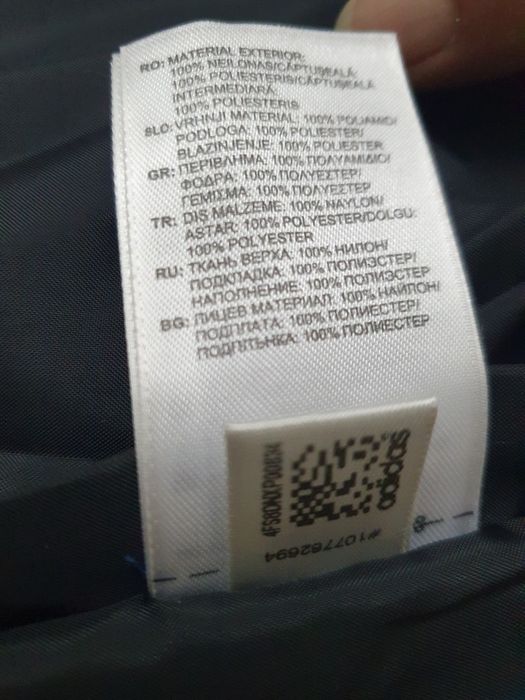 RO: MATERIAL EXTERIOR:
100% NEILONAS/CĂPTUȘEALĂ:
100% POLIESTERIS/CĂPTUȘEALĂ
INTERMEDIARĂ:
100% POLIESTERIS
SLO: VRHNJI MATERIAL: 100% POLIAMID/
PODLOGA: 100% POLIESTER/
BLAZINJENJE: 100% POLIESTER
GR: ΠΕΡΙΒΛΗΜΑ: 100% ΠΟΛΥΑΜΙΔΙΟ/
ΦΟΔΡΑ: 100% ΠΟΛΥΕΣΤΕΡ/
ΓΕΜΙΣΜΑ: 100% ΠΟΛΥΕΣΤΕΡ
TR: DIŞ MALZEME: 100% NAYLON/
ASTAR: 100% POLYESTER/DOLGU:
100% POLYESTER
RU: ТКАНЬ ВЕРХА: 100% НИЛОН/
ПОДКЛАДКА: 100% ПОЛИЭСТЕР/
НАПОЛНЕНИЕ: 100% ПОЛИЭСТЕР
BG: ЛИЦЕВ МАТЕРИАЛ: 100% НАЙЛОН/
ПОДПЛАТА: 100% ПОЛИЕСТЕР/
ПОДПЛЪНКА: 100% ПОЛИЕСТЕР
adidas
#107762694